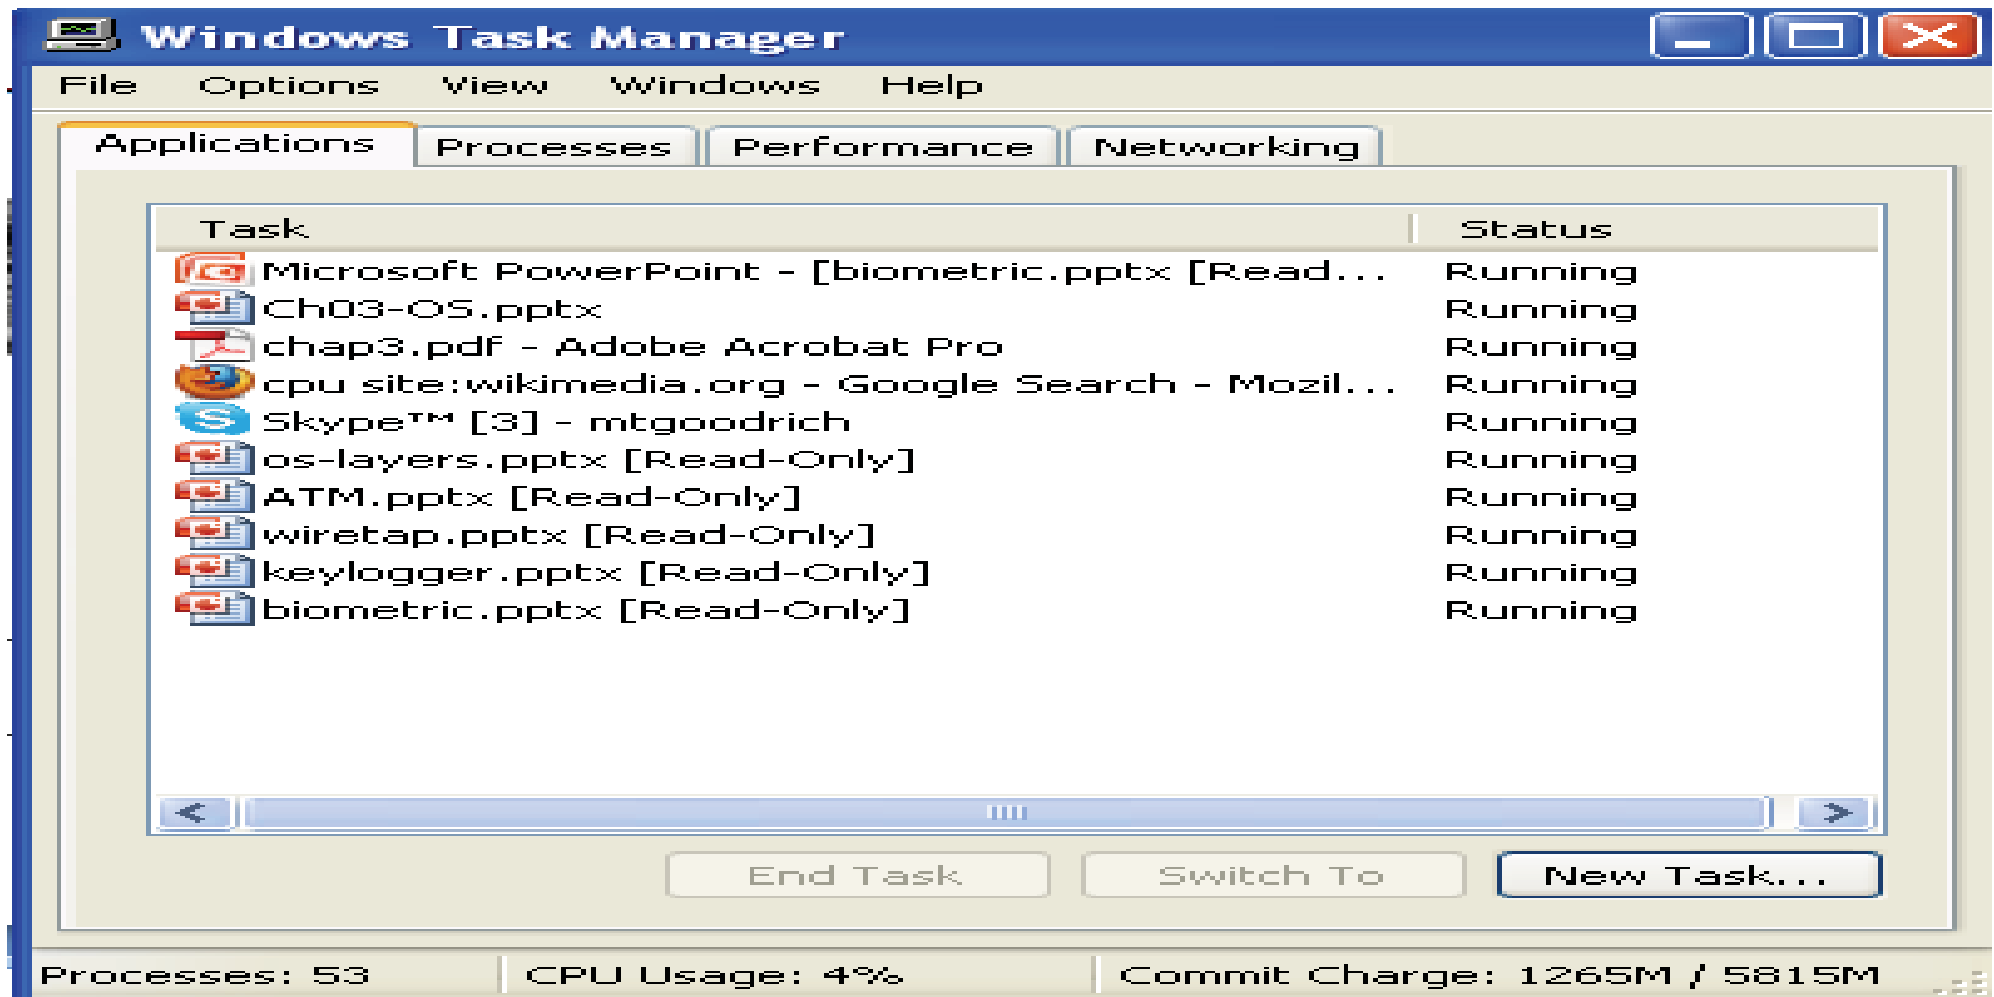 Windows Task Manager
File Options View Windows Help
Applications Processes Performance Networking
Task Status
Microsoft PowerPoint - [biometric.pptx [Read... Running
Ch03-OS.pptx Running
chap3.pdf - Adobe Acrobat Pro Running
cpu site:wikimedia.org - Google Search - Mozil... Running
Skype™ [3] - mtgoodrich Running
os-layers.pptx [Read-Only] Running
ATM.pptx [Read-Only] Running
wiretap.pptx [Read-Only] Running
keylogger.pptx [Read-Only] Running
biometric.pptx [Read-Only] Running
End Task Switch To New Task...
Processes: 53 CPU Usage: 4% Commit Charge: 1265M / 5815M